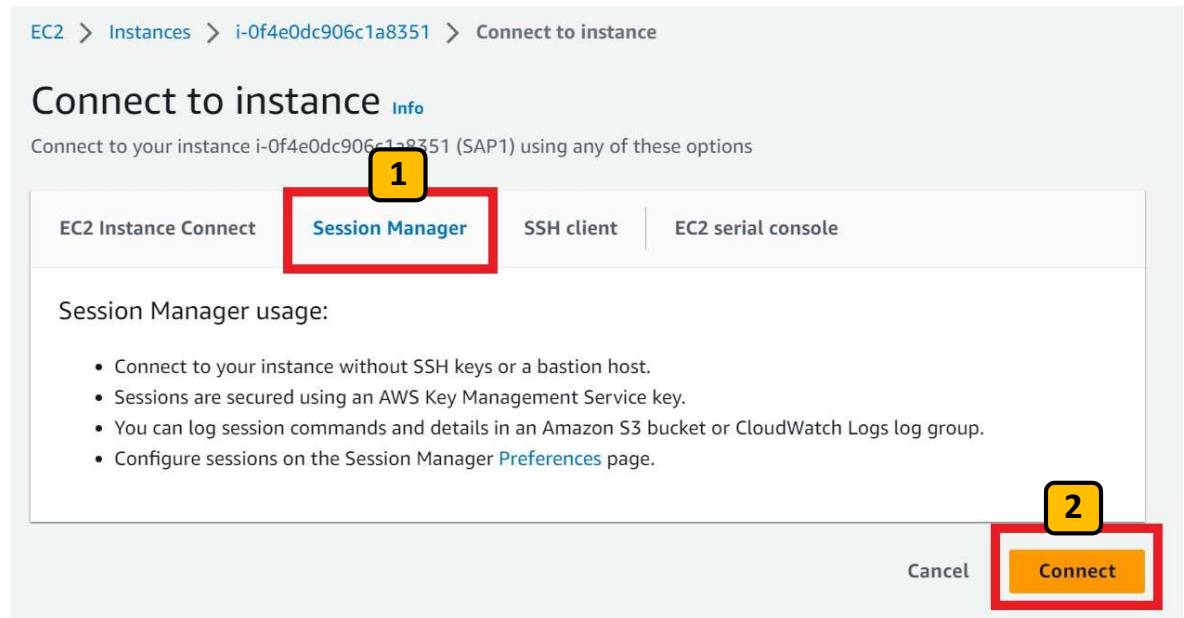 EC2 > Instances > i-0f4e0dc906c1a8351 > Connect to instance
Connect to instance Info
Connect to your instance i-0f4e0dc906c1a8351 (SAP1) using any of these options
1
EC2 Instance Connect Session Manager SSH client EC2 serial console
Session Manager usage:
• Connect to your instance without SSH keys or a bastion host.
• Sessions are secured using an AWS Key Management Service key.
• You can log session commands and details in an Amazon S3 bucket or CloudWatch Logs log group.
• Configure sessions on the Session Manager Preferences page.
2
Cancel Connect